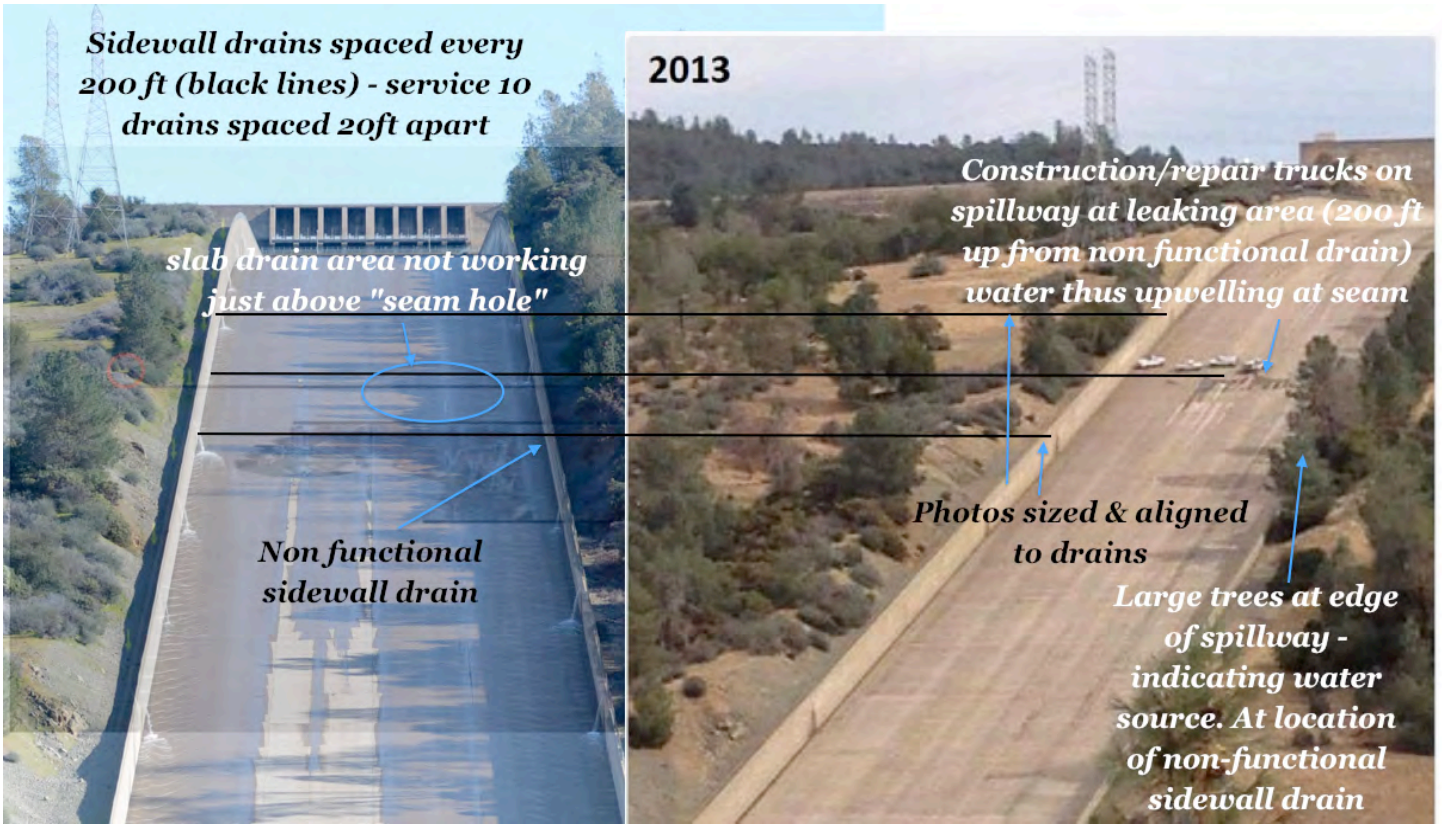 Sidewall drains spaced every
200 ft (black lines) - service 10
drains spaced 20ft apart
slab drain area not working
just above "seam hole"
Non functional
sidewall drain
2013
Construction/repair trucks on
spillway at leaking area (200 ft
up from non functional drain)
water thus upwelling at seam
Photos sized & aligned
to drains
Large trees at edge
of spillway -
indicating water
source. At location
of non-functional
sidewall drain